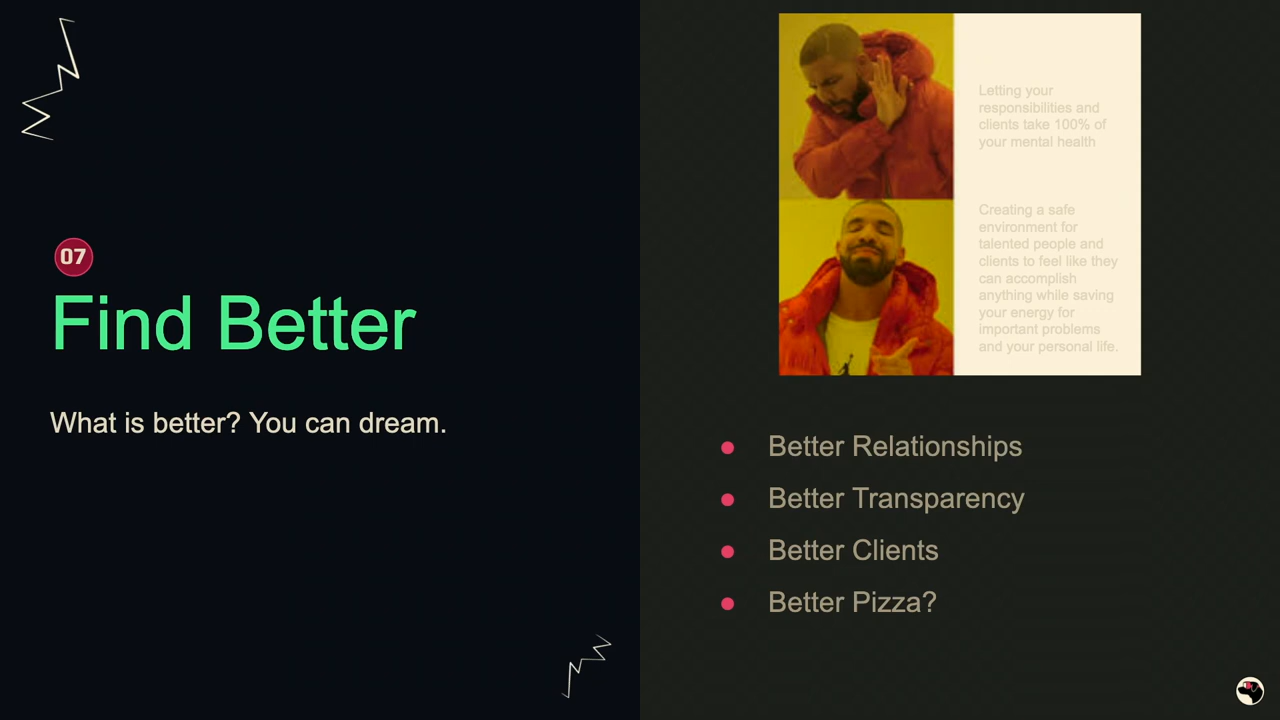 07
Find Better
What is better? You can dream.
Letting your
responsibilities and
clients take 100% of
your mental health
Creating a safe
environment for
talented people and
clients to feel like they
can accomplish
anything while saving
your energy for
important problems
and your personal life.
Better Relationships
Better Transparency
Better Clients
Better Pizza?